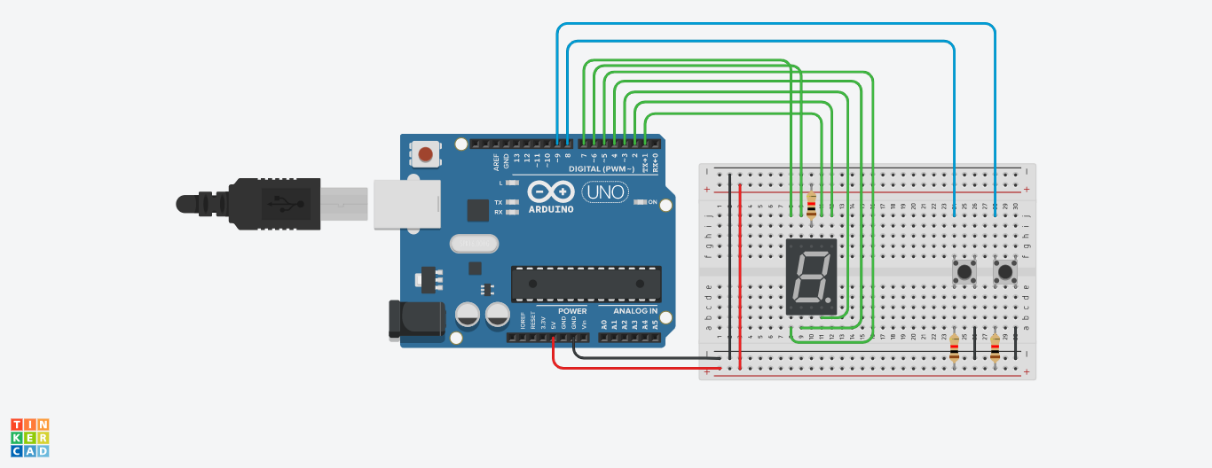 AREF
GND
13
12
~11
~10
~9
8
7
~6
~5
4
~3
2
TX→1
RX←0
DIGITAL (PWM~)
L
TX
RX
UNO
ARDUINO
ON
POWER
ANALOG IN
IOREF
RESET
3.3V
5V
GND
GND
Vin
A0
A1
A2
A3
A4
A5
TIN
KER
CAD